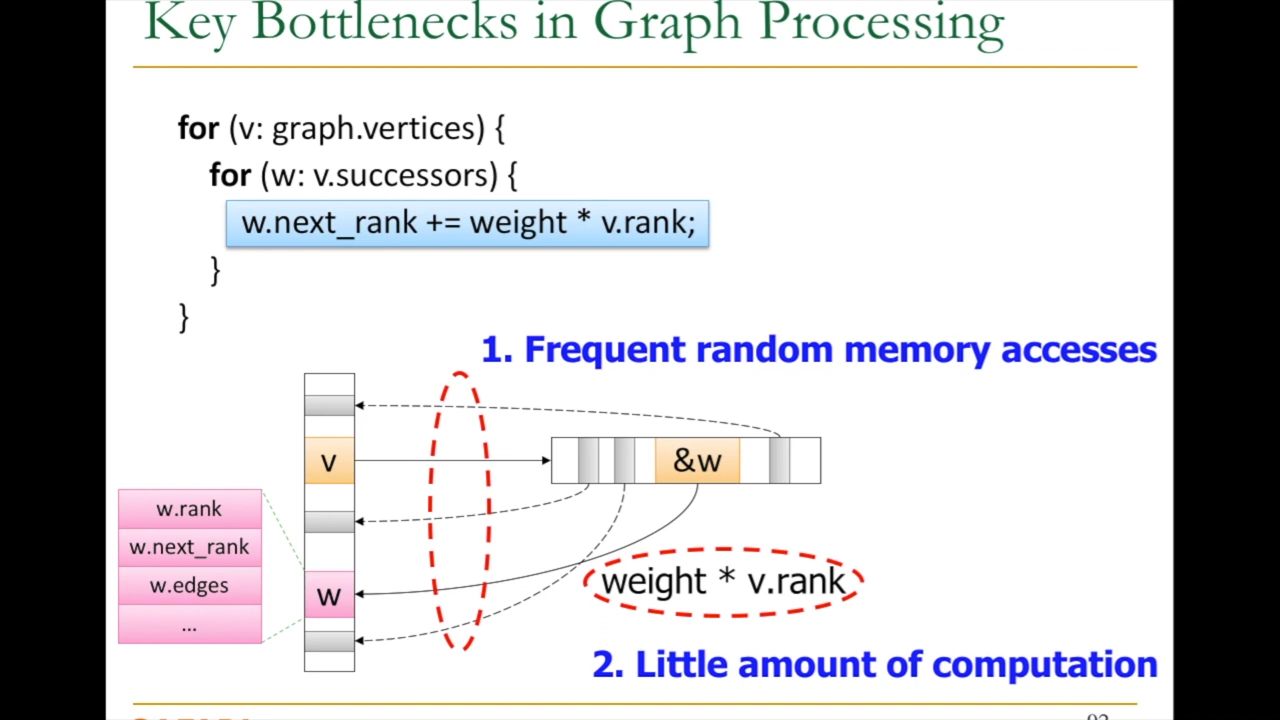 Key Bottlenecks in Graph Processing
for (v: graph.vertices) {
for (w: v.successors) {
w.next_rank += weight * v.rank;
}
}
1. Frequent random memory accesses
v
&w
w.rank
w.next_rank
w.edges
...
w
weight * v.rank
2. Little amount of computation